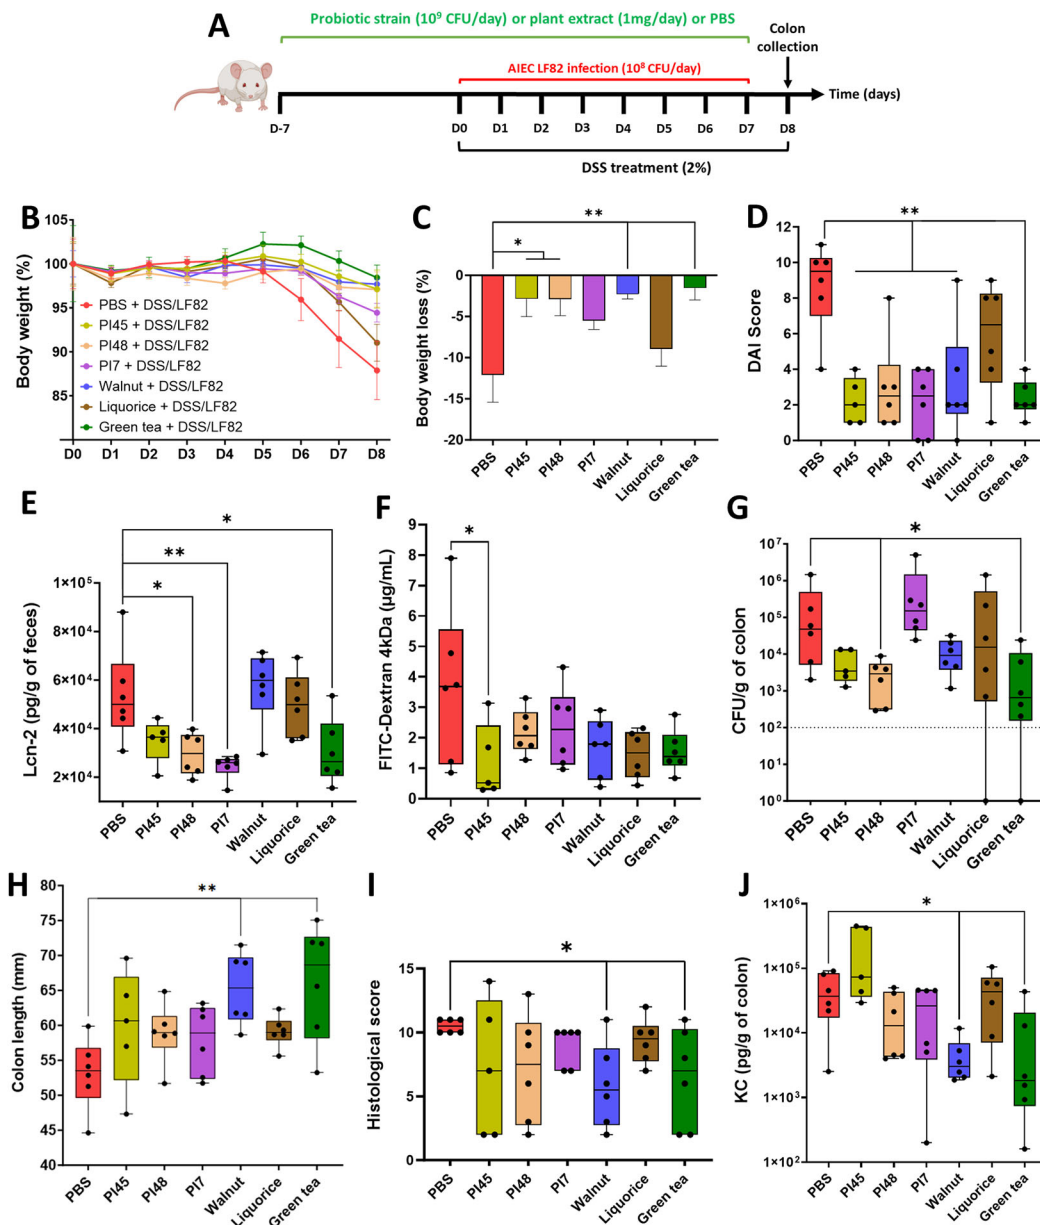 A
Probiotic strain (10⁹ CFU/day) or plant extract (1mg/day) or PBS
Colon
collection
AIEC LF82 infection (10⁸ CFU/day)
Time (days)
D-7
D0 D1 D2 D3 D4 D5 D6 D7 D8
DSS treatment (2%)
B
Body weight (%)
105
100
95
90
85
PBS + DSS/LF82
PI45 + DSS/LF82
PI48 + DSS/LF82
PI7 + DSS/LF82
Walnut + DSS/LF82
Liquorice + DSS/LF82
Green tea + DSS/LF82
D0 D1 D2 D3 D4 D5 D6 D7 D8
C
**
*
Body weight loss (%)
0
-5
-10
-15
-20
PBS PI45 PI48 PI7 Walnut Liquorice Green tea
D
**
DAI Score
12
10
8
6
4
2
0
PBS PI45 PI48 PI7 Walnut Liquorice Green tea
E
*
**
*
Lcn-2 (pg/g of feces)
1×10⁵
8×10⁴
6×10⁴
4×10⁴
2×10⁴
PBS PI45 PI48 PI7 Walnut Liquorice Green tea
F
*
FITC-Dextran 4kDa (µg/mL)
9
8
7
6
5
4
3
2
1
0
PBS PI45 PI48 PI7 Walnut Liquorice Green tea
G
*
CFU/g of colon
10⁷
10⁶
10⁵
10⁴
10³
10²
10¹
10⁰
PBS PI45 PI48 PI7 Walnut Liquorice Green tea
H
**
Colon length (mm)
80
75
70
65
60
55
50
45
40
PBS PI45 PI48 PI7 Walnut Liquorice Green tea
I
*
Histological score
15
10
5
0
PBS PI45 PI48 PI7 Walnut Liquorice Green tea
J
*
KC (pg/g of colon)
1×10⁶
1×10⁵
1×10⁴
1×10³
1×10²
PBS PI45 PI48 PI7 Walnut Liquorice Green tea